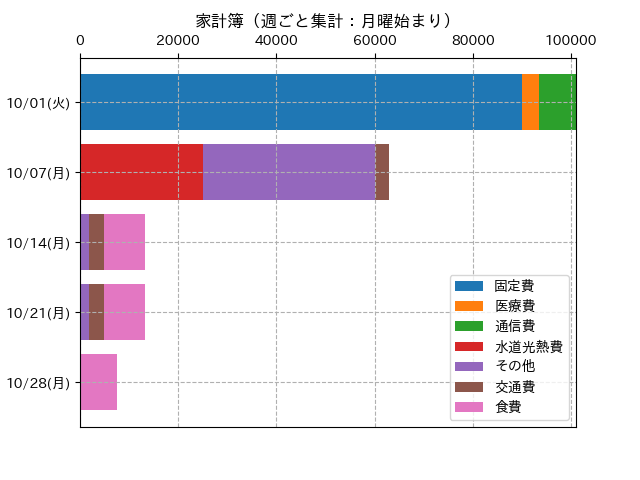 家計簿（週ごと集計：月曜始まり）
0 20000 40000 60000 80000 100000
10/01(火)
10/07(月)
10/14(月)
10/21(月)
10/28(月)
固定費
医療費
通信費
水道光熱費
その他
交通費
食費